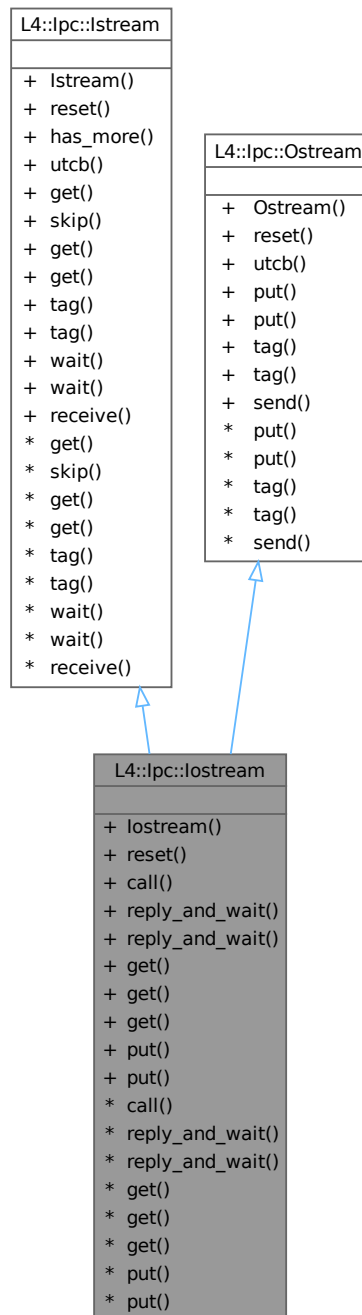 L4::Ipc::Istream
+ Istream()
+ reset()
+ has_more()
+ utcb()
+ get()
+ skip()
+ get()
+ get()
+ tag()
+ tag()
+ wait()
+ wait()
+ receive()
* get()
* skip()
* get()
* get()
* tag()
* tag()
* wait()
* wait()
* receive()
L4::Ipc::Ostream
+ Ostream()
+ reset()
+ utcb()
+ put()
+ put()
+ tag()
+ tag()
+ send()
* put()
* put()
* tag()
* tag()
* send()
L4::Ipc::Iostream
+ Iostream()
+ reset()
+ call()
+ reply_and_wait()
+ reply_and_wait()
+ get()
+ get()
+ get()
+ put()
+ put()
* call()
* reply_and_wait()
* reply_and_wait()
* get()
* get()
* get()
* put()
* put()